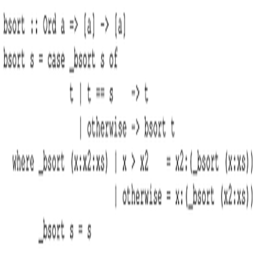 bsort :: Ord a => [a] -> [a]
bsort s = case _bsort s of
t | t == s -> t
| otherwise -> bsort t
where _bsort (x:x2:xs) | x > x2 = x2:(_bsort (x:xs))
| otherwise = x:(_bsort (x2:xs))
_bsort s = s